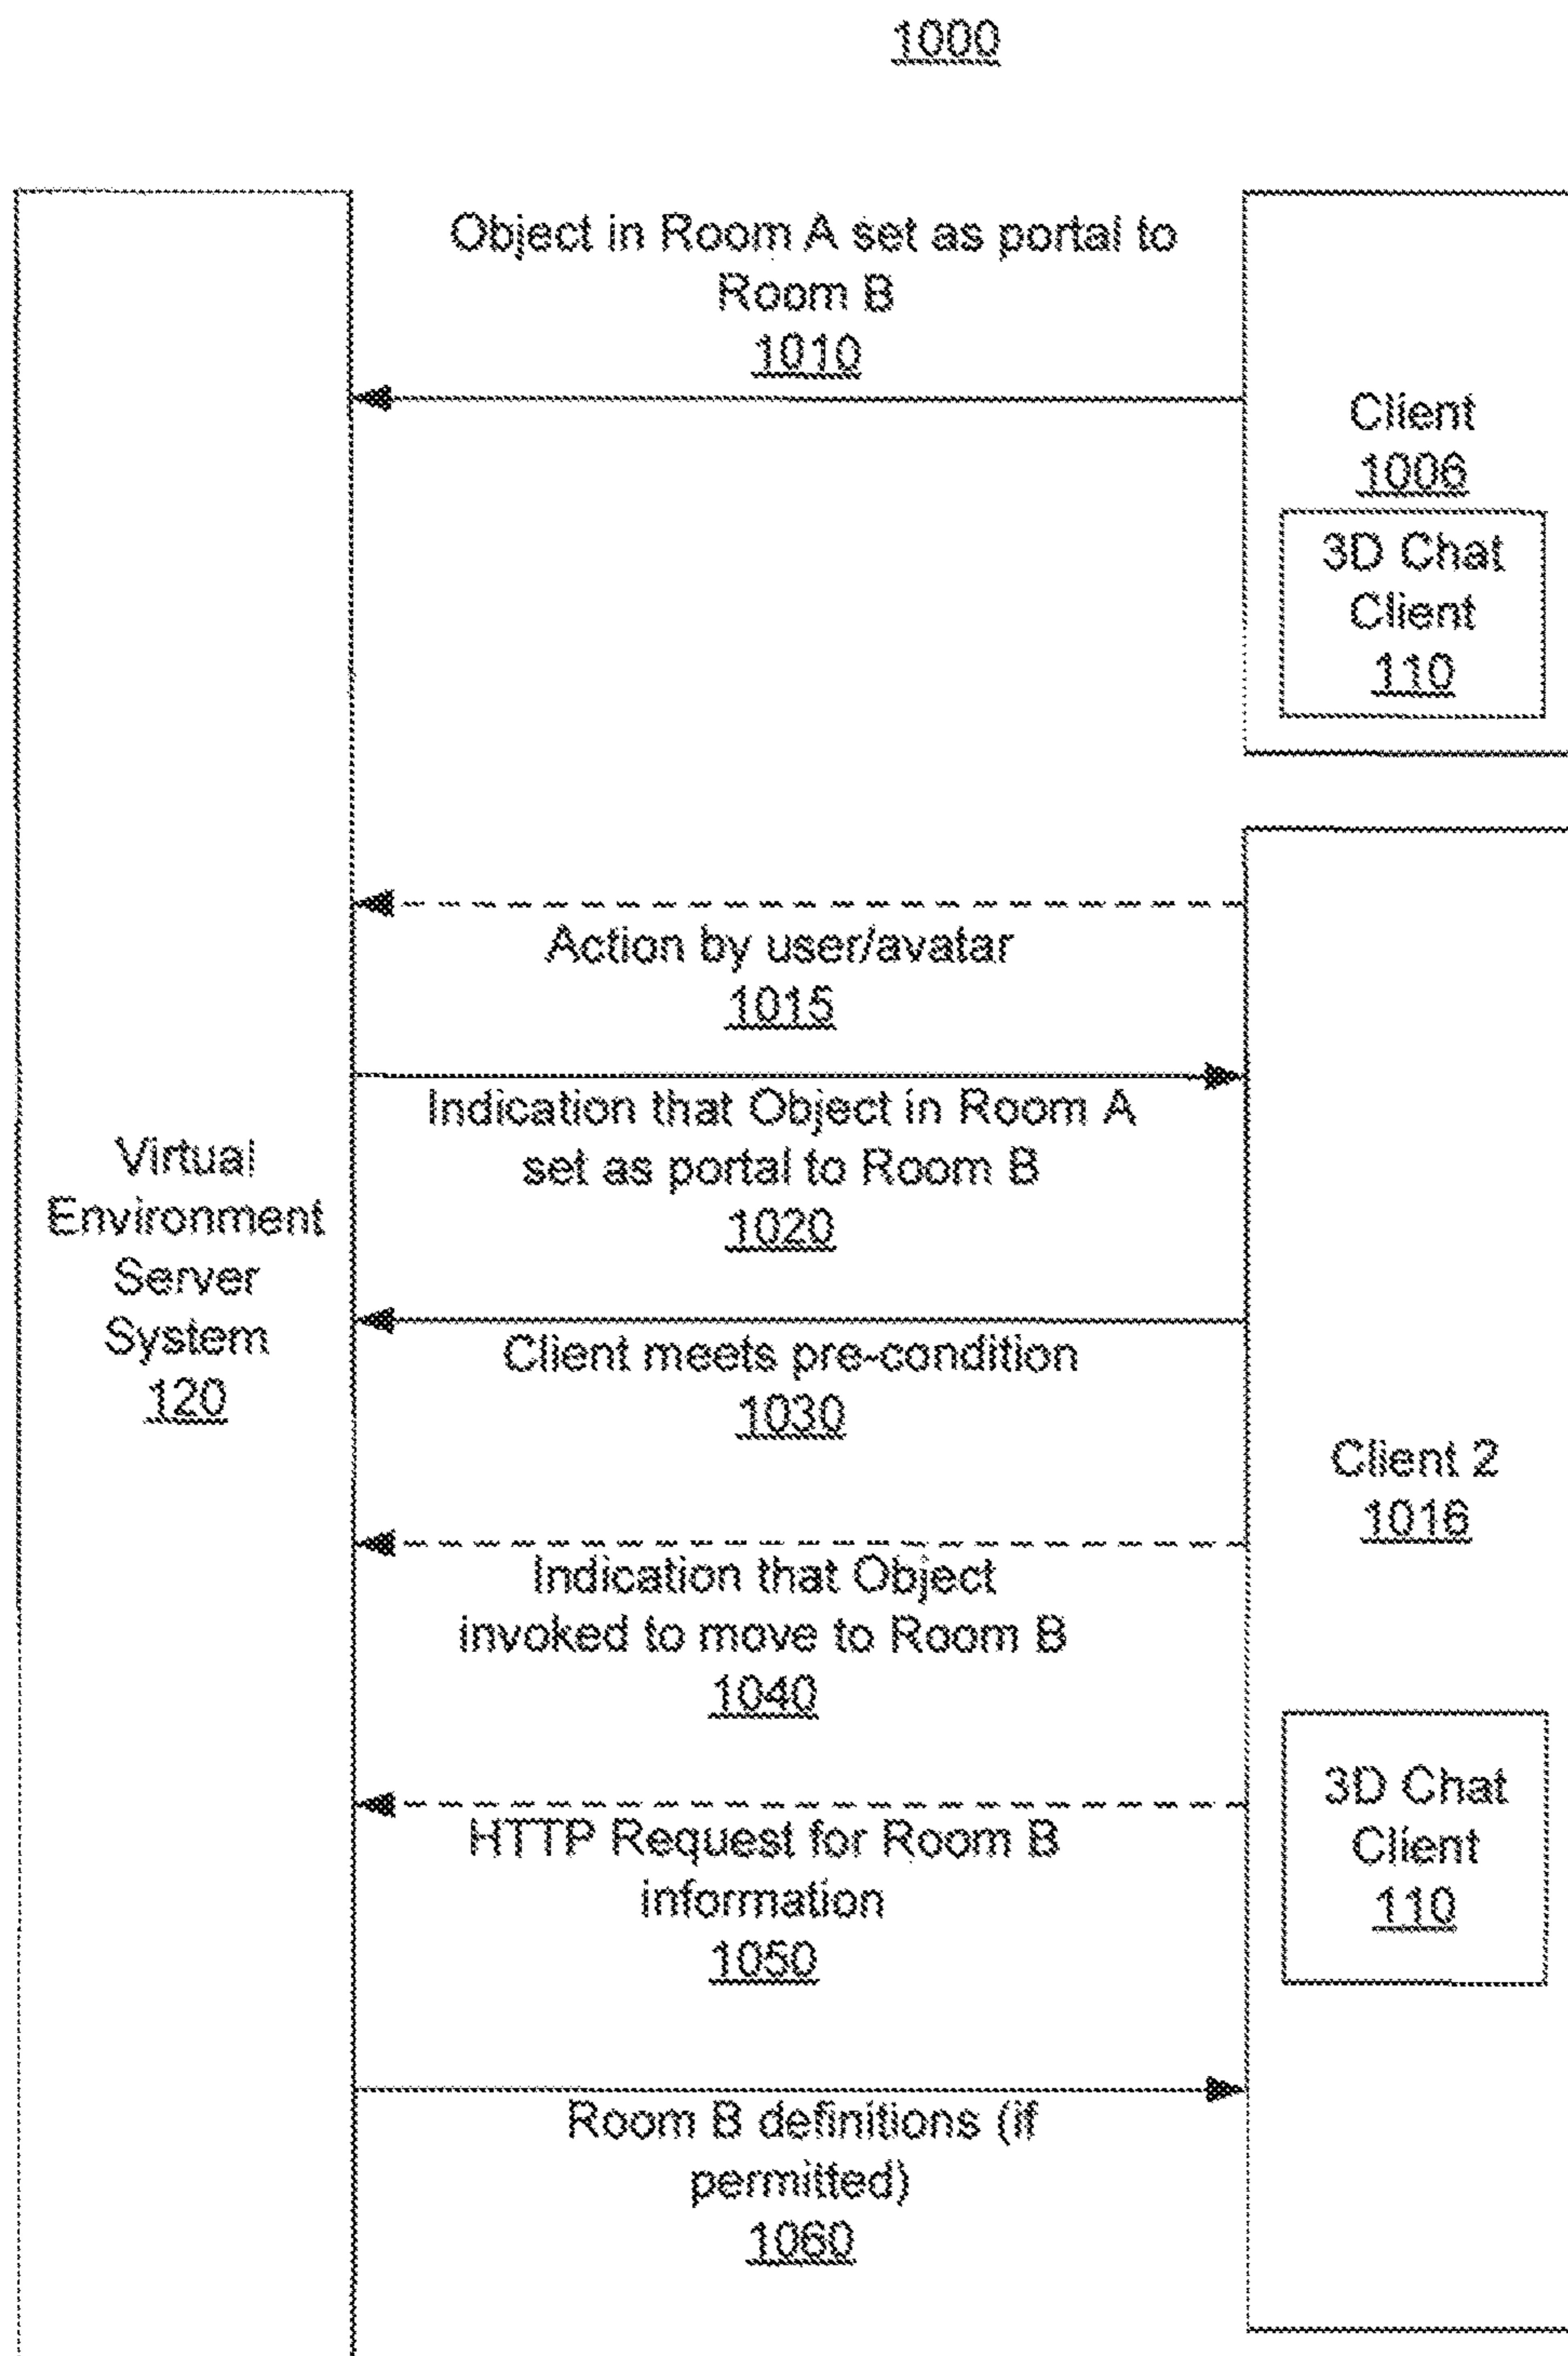 1000
Object in Room A set as portal to
Room B
1010
Client
1006
3D Chat
Client
110
Action by user/avatar
1015
Indication that Object in Room A
set as portal to Room B
1020
Virtual
Environment
Server
System
120
Client meets pre-condition
1030
Client 2
1016
Indication that Object
invoked to move to Room B
1040
3D Chat
Client
110
HTTP Request for Room B
information
1050
Room B definitions (if
permitted)
1060